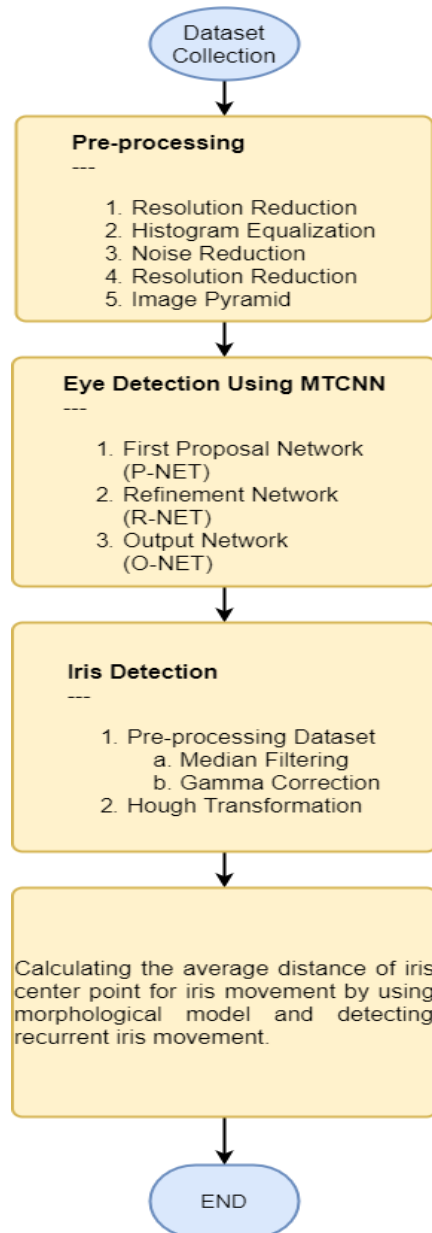 Dataset
Collection
Pre-processing
---
1. Resolution Reduction
2. Histogram Equalization
3. Noise Reduction
4. Resolution Reduction
5. Image Pyramid
Eye Detection Using MTCNN
---
1. First Proposal Network
(P-NET)
2. Refinement Network
(R-NET)
3. Output Network
(O-NET)
Iris Detection
---
1. Pre-processing Dataset
a. Median Filtering
b. Gamma Correction
2. Hough Transformation
Calculating the average distance of iris
center point for iris movement by using
morphological model and detecting
recurrent iris movement.
END